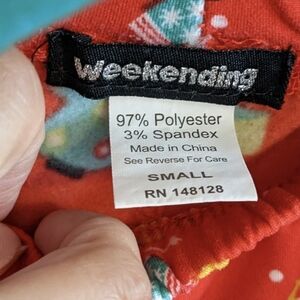 Weekending
97% Polyester
3% Spandex
Made in China
See Reverse For Care
SMALL
RN 148128